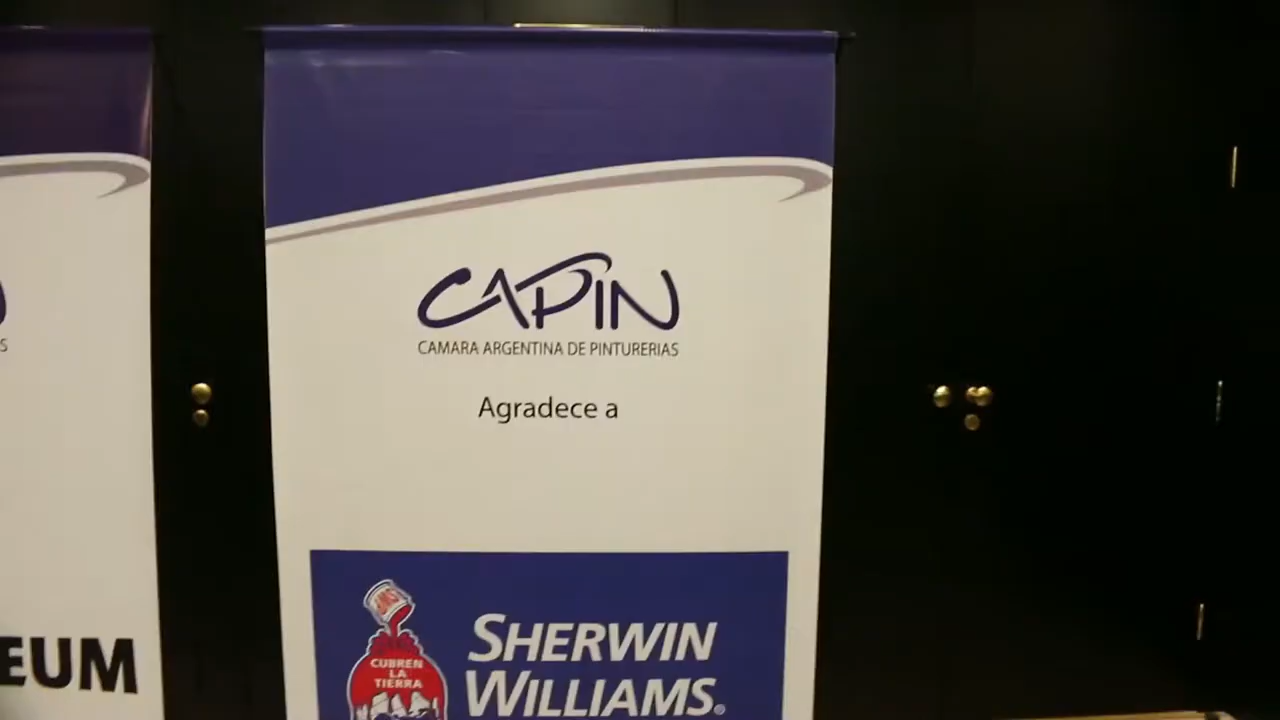 CAPIN
CAMARA ARGENTINA DE PINTURERIAS
Agradece a
SHERWIN
WILLIAMS®
CUBREN
LA
TIERRA
EUM
S